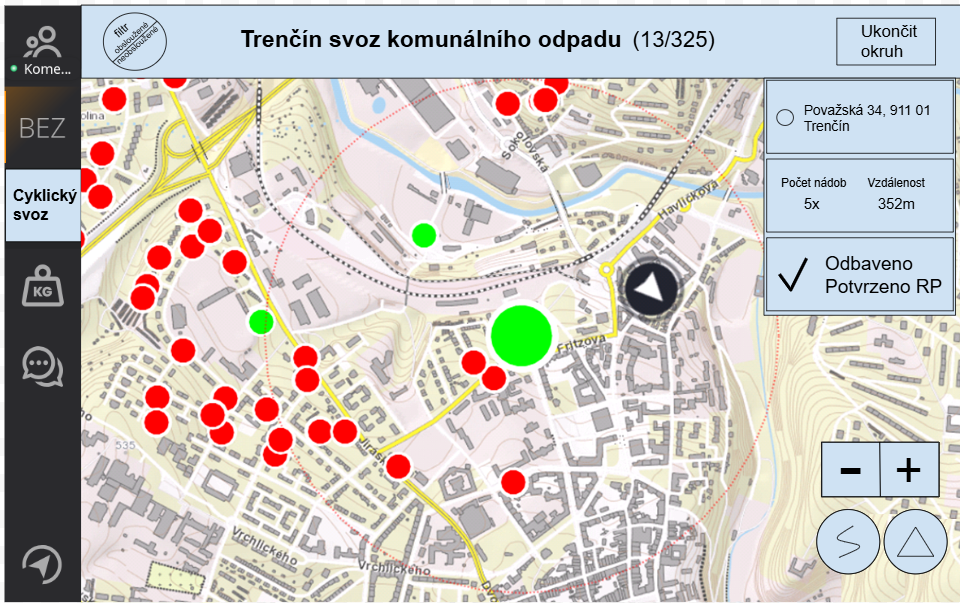 Kome...
BEZ
Cyklický
svoz
KG
filtr
obsloužené
neobsloužené
Trenčín svoz komunálního odpadu (13/325)
Ukončit
okruh
Považská 34, 911 01
Trenčín
Počet nádob Vzdálenost
5x 352m
Odbaveno
Potvrzeno RP
- +
Sokolovská
Havlíčkova
Fritzova
Jirásk
535
Vrchlického
Vrchlického